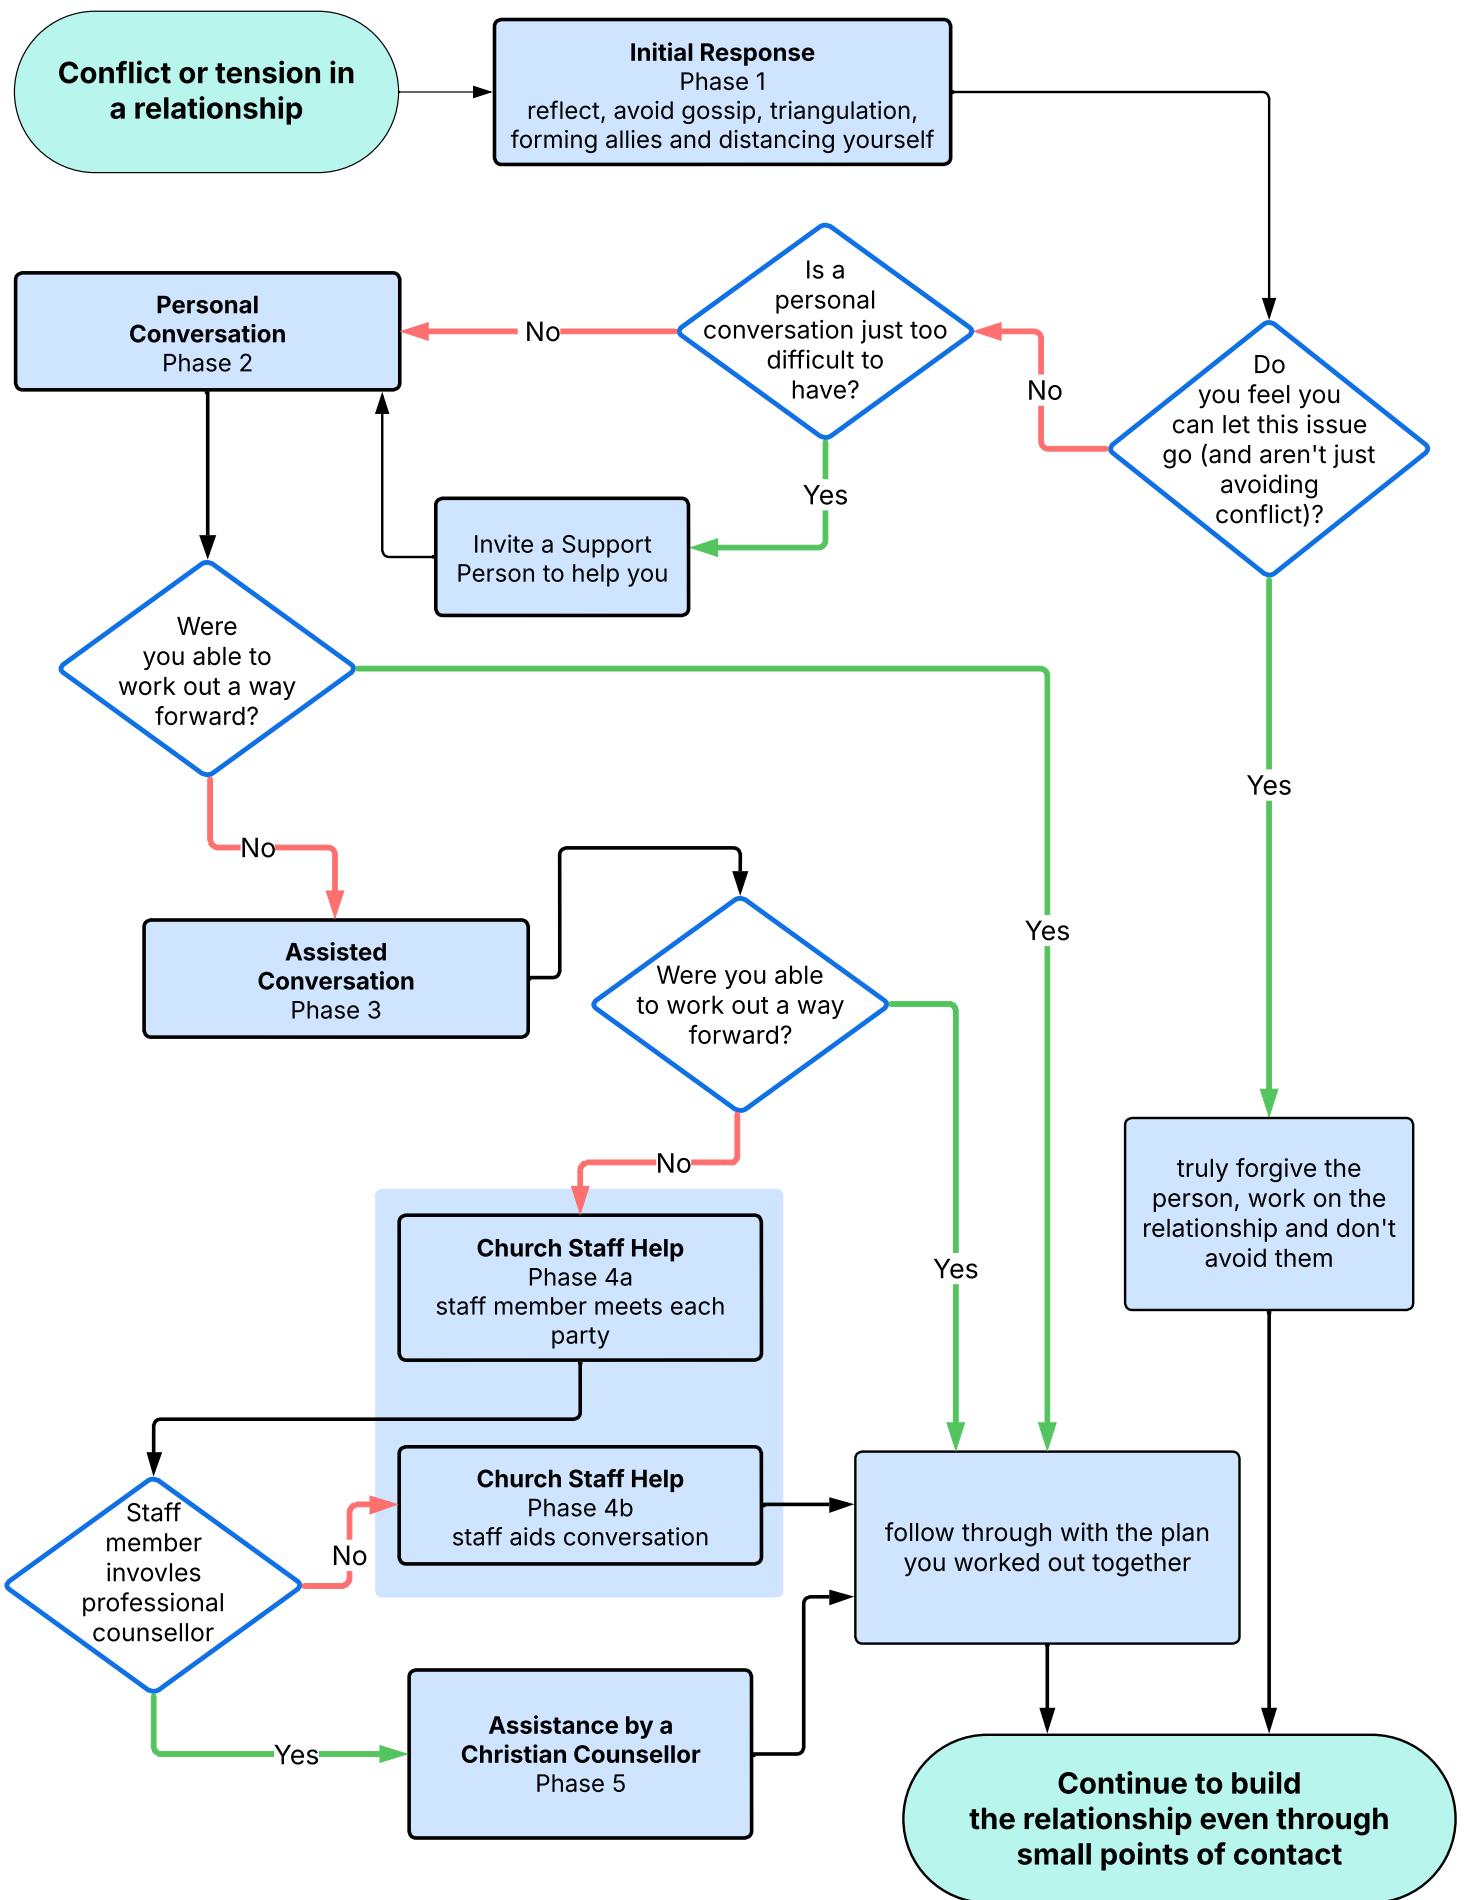 Conflict or tension in
a relationship
Initial Response
Phase 1
reflect, avoid gossip, triangulation,
forming allies and distancing yourself
Do
you feel you
can let this issue
go (and aren't just
avoiding
conflict)?
No
Is a
personal
conversation just too
difficult to
have?
No
Personal
Conversation
Phase 2
Yes
Invite a Support
Person to help you
Were
you able to
work out a way
forward?
Yes
Yes
No
Assisted
Conversation
Phase 3
Were you able
to work out a way
forward?
Yes
No
Church Staff Help
Phase 4a
staff member meets each
party
truly forgive the
person, work on the
relationship and don't
avoid them
Staff
member
invovles
professional
counsellor
No
Church Staff Help
Phase 4b
staff aids conversation
follow through with the plan
you worked out together
Yes
Assistance by a
Christian Counsellor
Phase 5
Continue to build
the relationship even through
small points of contact